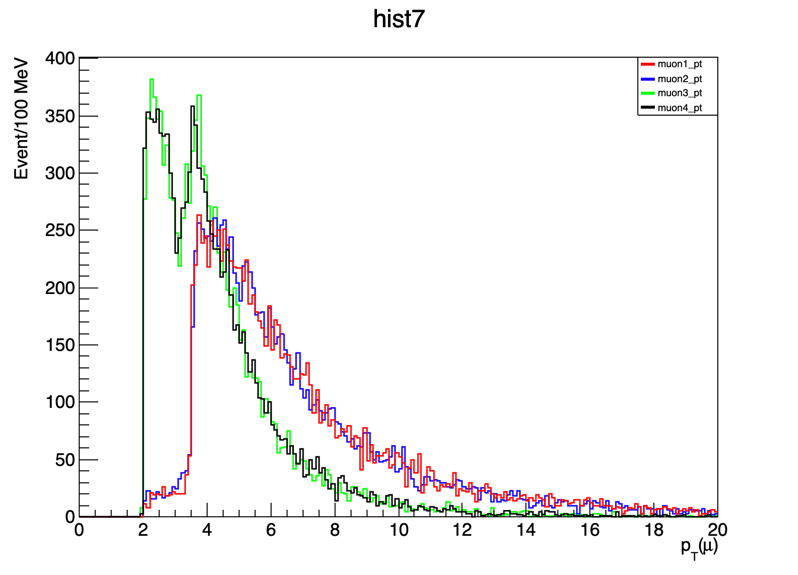 hist7
Event/100 MeV
muon1_pt
muon2_pt
muon3_pt
muon4_pt
400
350
300
250
200
150
100
50
0
0 2 4 6 8 10 12 14 16 18 20
p_T(μ)